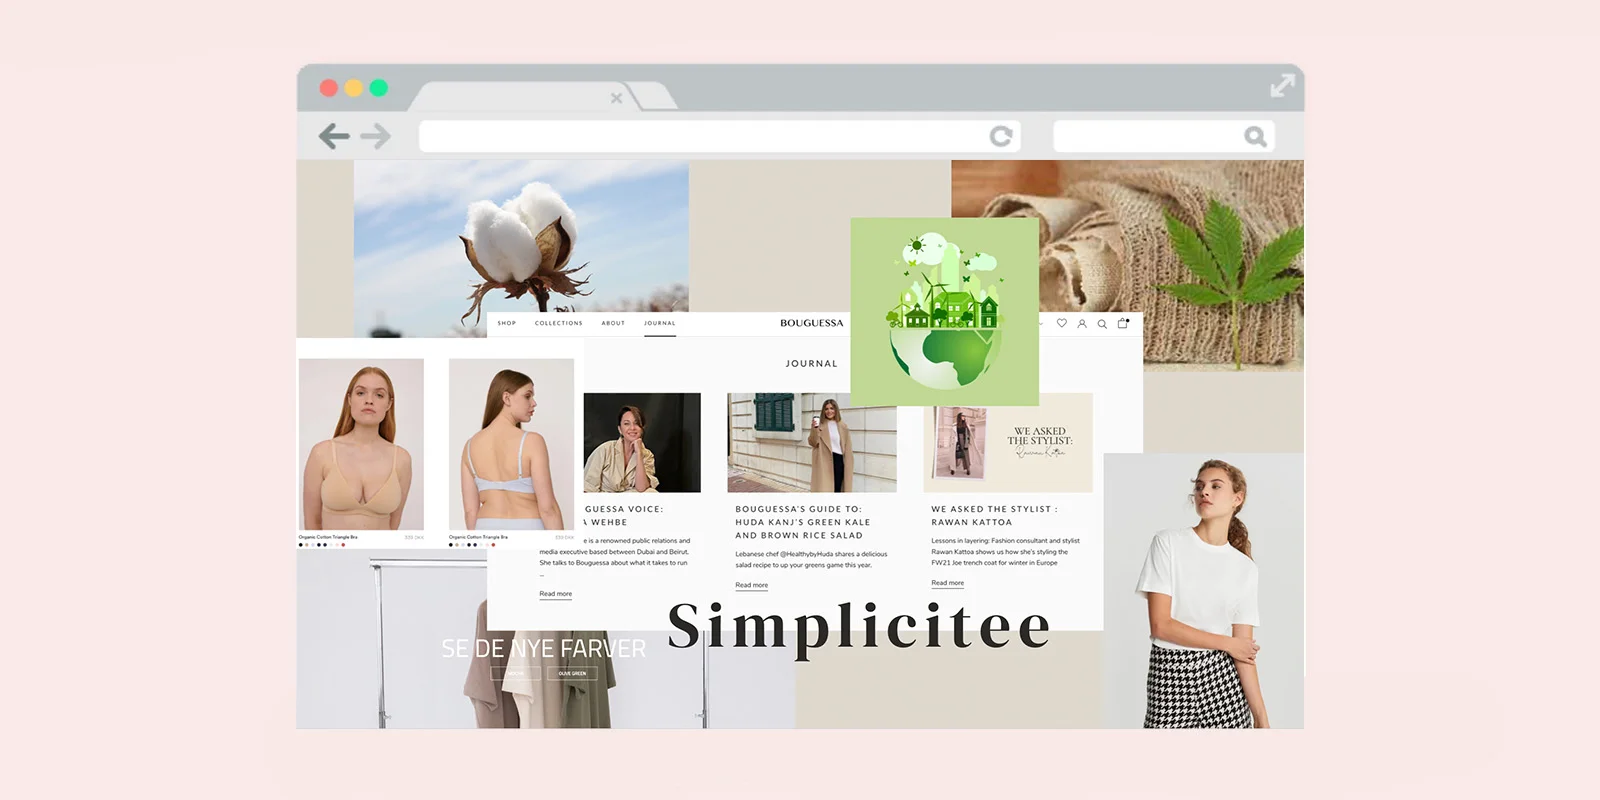 SHOP COLLECTIONS ABOUT JOURNAL
BOUGUESSA
JOURNAL
WE ASKED
THE STYLIST:
Rawan Kattoa
GUESSA VOICE:
WEHBE
e is a renowned public relations and
media executive based between Dubai and Beirut.
She talks to Bouguessa about what it takes to run
...
Read more
BOUGUESSA'S GUIDE TO:
HUDA KANJ'S GREEN KALE
AND BROWN RICE SALAD
Lebanese chef @HealthybyHuda shares a delicious
salad recipe to up your greens game this year.
Read more
WE ASKED THE STYLIST :
RAWAN KATTOA
Lessons in layering: Fashion consultant and stylist
Rawan Kattoa shows us how she's styling the
FW21 Joe trench coat for winter in Europe
Read more
Organic Cotton Triangle Bra
Organic Cotton Triangle Bra
Simplicitee
SE DE NYE FARVER
OLIVE GREEN